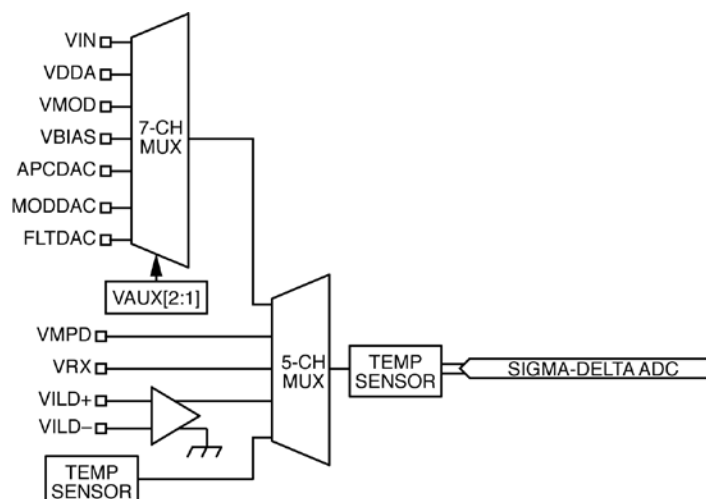 VIN
VDDA
VMOD
VBIAS
APCDAC
MODDAC
FLTDAC
7-CH
MUX
VAUX[2:1]
VMPD
VRX
VILD+
VILD–
TEMP
SENSOR
5-CH
MUX
TEMP
SENSOR
SIGMA-DELTA ADC